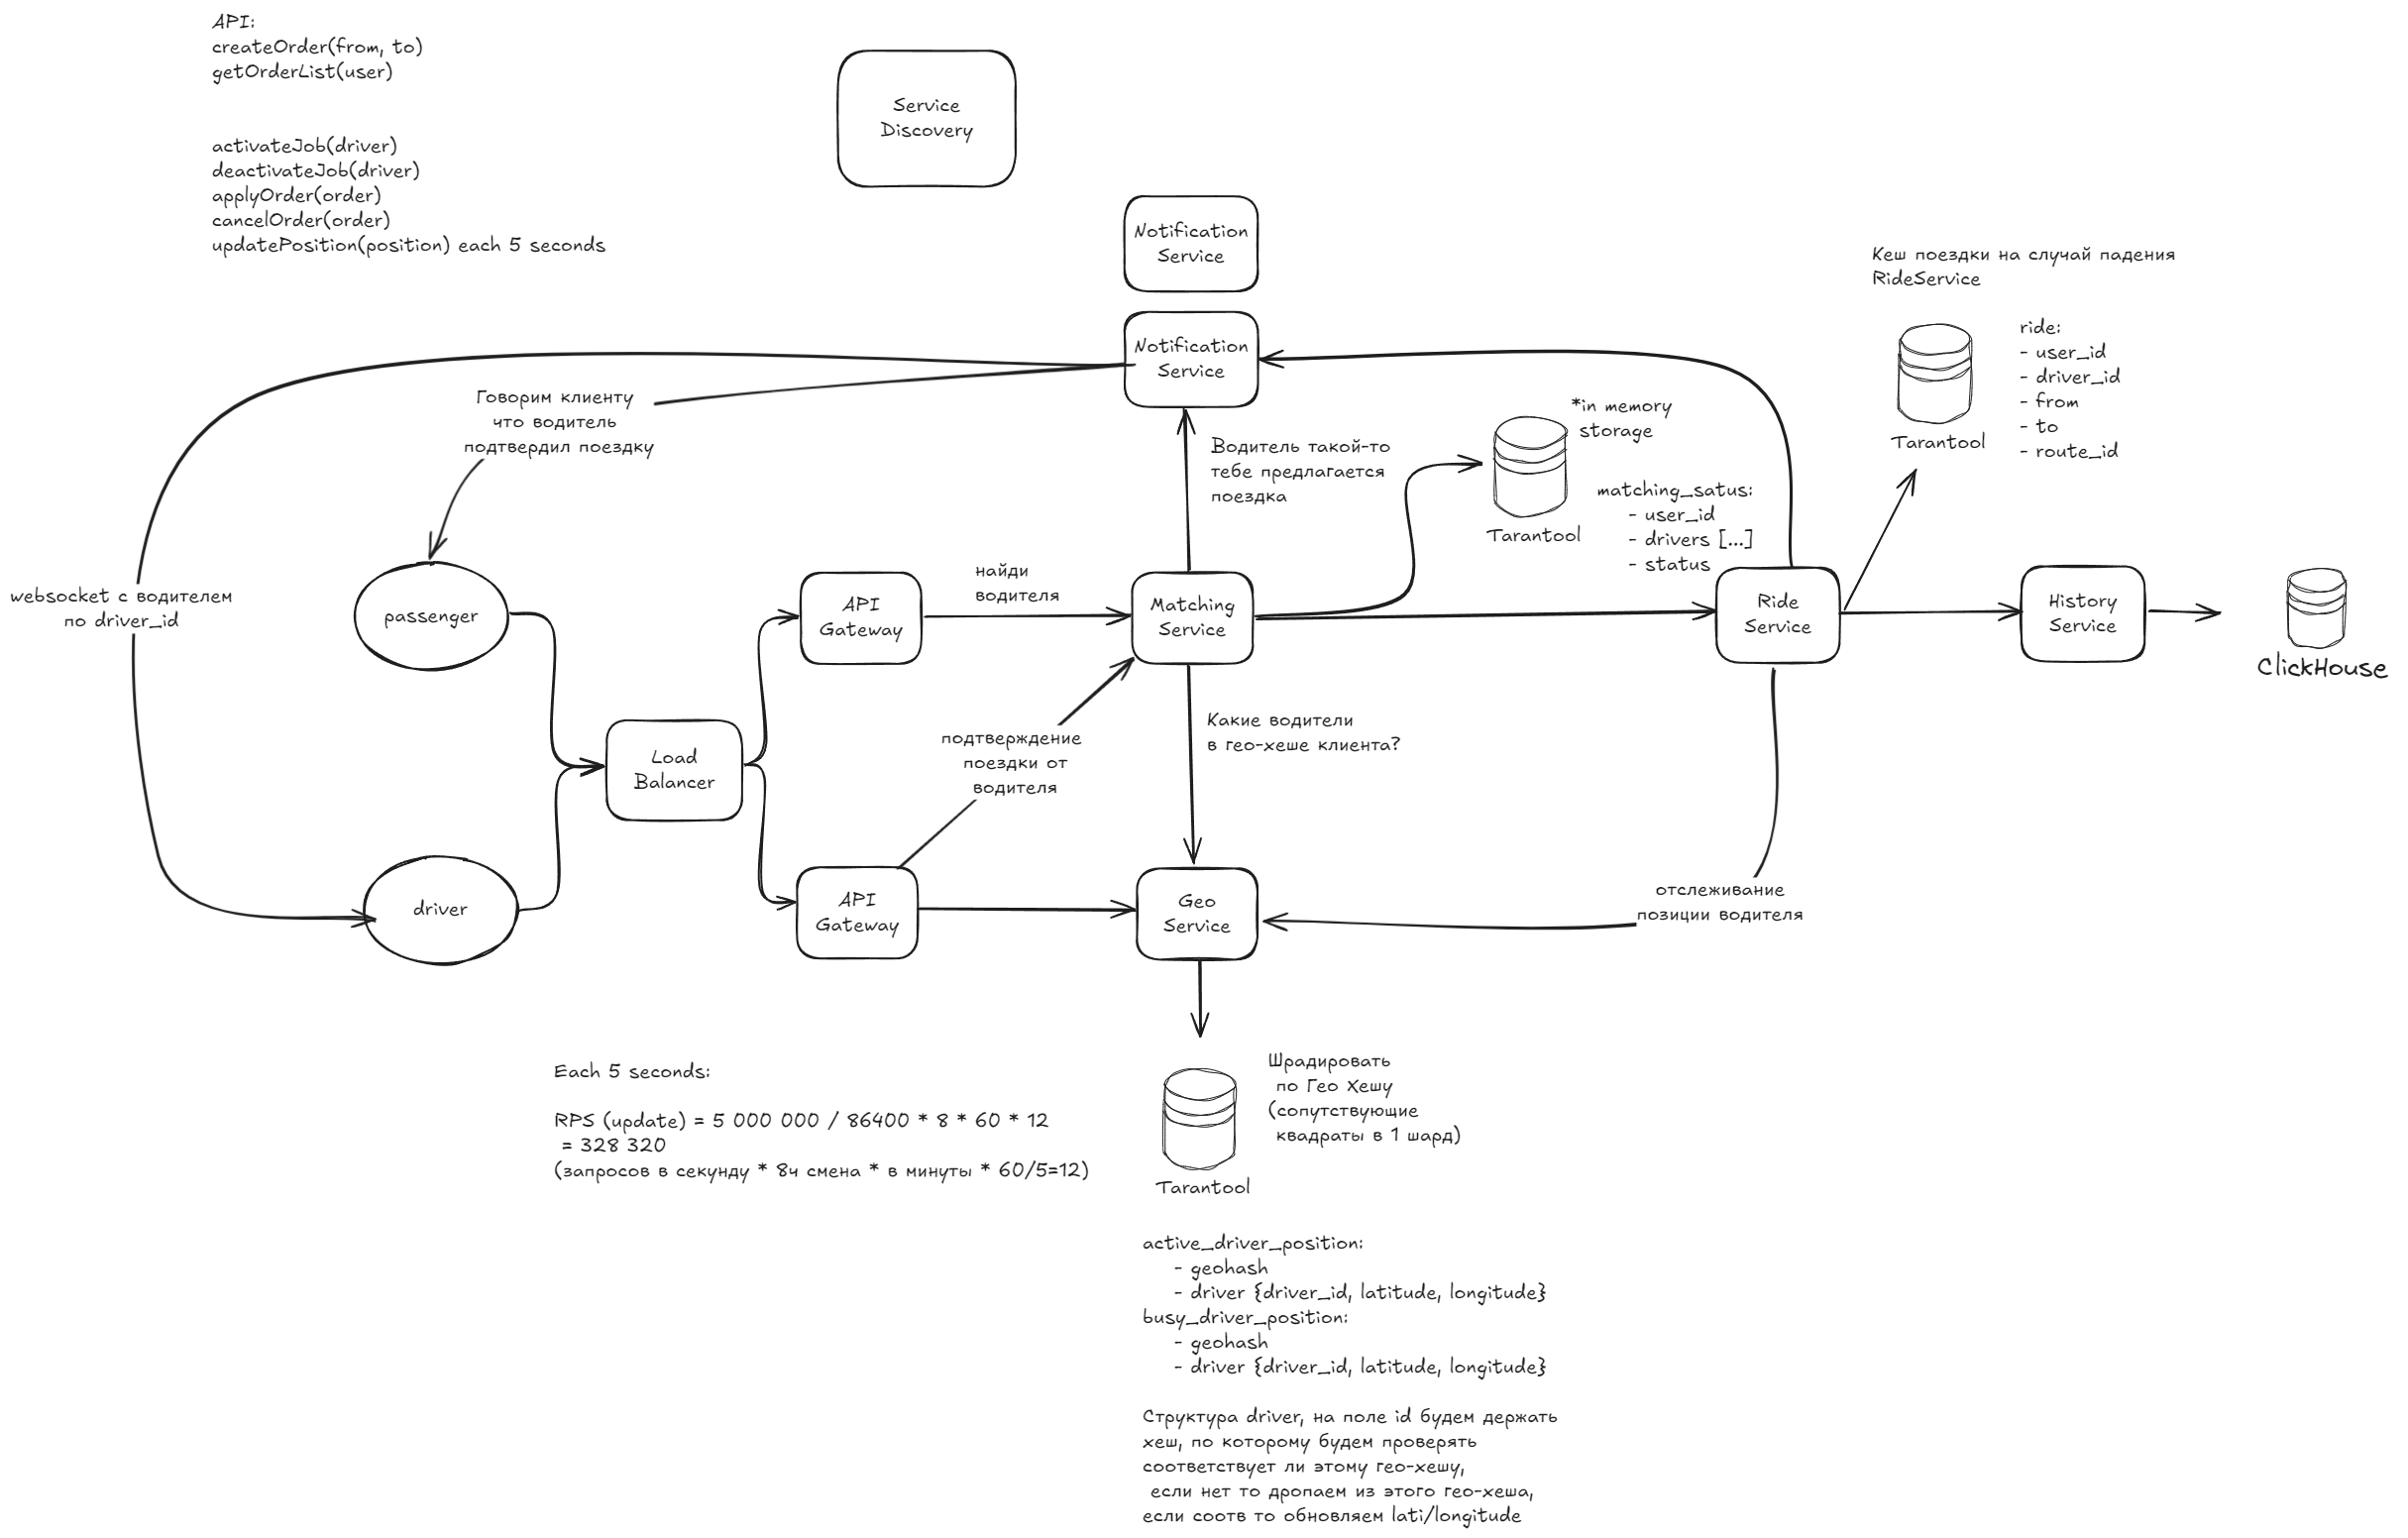 API:
createOrder(from, to)
getOrderList(user)
activateJob(driver)
deactivateJob(driver)
applyOrder(order)
cancelOrder(order)
updatePosition(position) each 5 seconds
Service
Discovery
Notification
Service
Notification
Service
Кеш поездки на случай падения
RideService
ride:
- user_id
- driver_id
- from
- to
- route_id
Tarantool
Говорим клиенту
что водитель
подтвердил поездку
*in memory
storage
Водитель такой-то
тебе предлагается
поездка
Tarantool
matching_satus:
- user_id
- drivers [...]
- status
websocket с водителем
по driver_id
passenger
API
Gateway
найди
водителя
Matching
Service
Ride
Service
History
Service
ClickHouse
Load
Balancer
подтверждение
поездки от
водителя
Какие водители
в гео-хеше клиента?
driver
API
Gateway
Geo
Service
отслеживание
позиции водителя
Each 5 seconds:
RPS (update) = 5 000 000 / 86400 * 8 * 60 * 12
= 328 320
(запросов в секунду * 8ч смена * в минуты * 60/5=12)
Шрадировать
по Гео Хешу
(сопутствующие
квадраты в 1 шард)
Tarantool
active_driver_position:
- geohash
- driver {driver_id, latitude, longitude}
busy_driver_position:
- geohash
- driver {driver_id, latitude, longitude}
Структура driver, на поле id будем держать
хеш, по которому будем проверять
соответствует ли этому гео-хешу,
если нет то дропаем из этого гео-хеша,
если соотв то обновляем lati/longitude